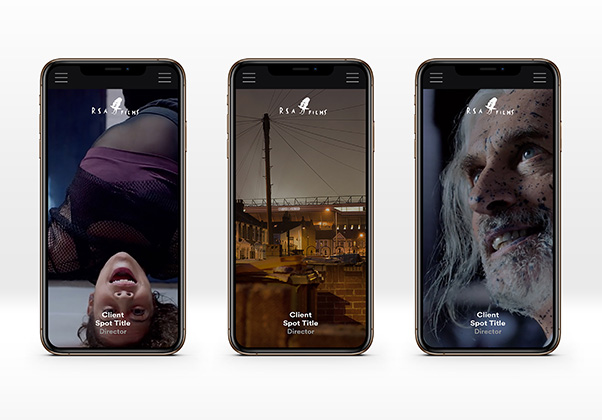 RSA FILMS
Client
Spot Title
Director
RSA FILMS
Client
Spot Title
Director
RSA FILMS
Client
Spot Title
Director